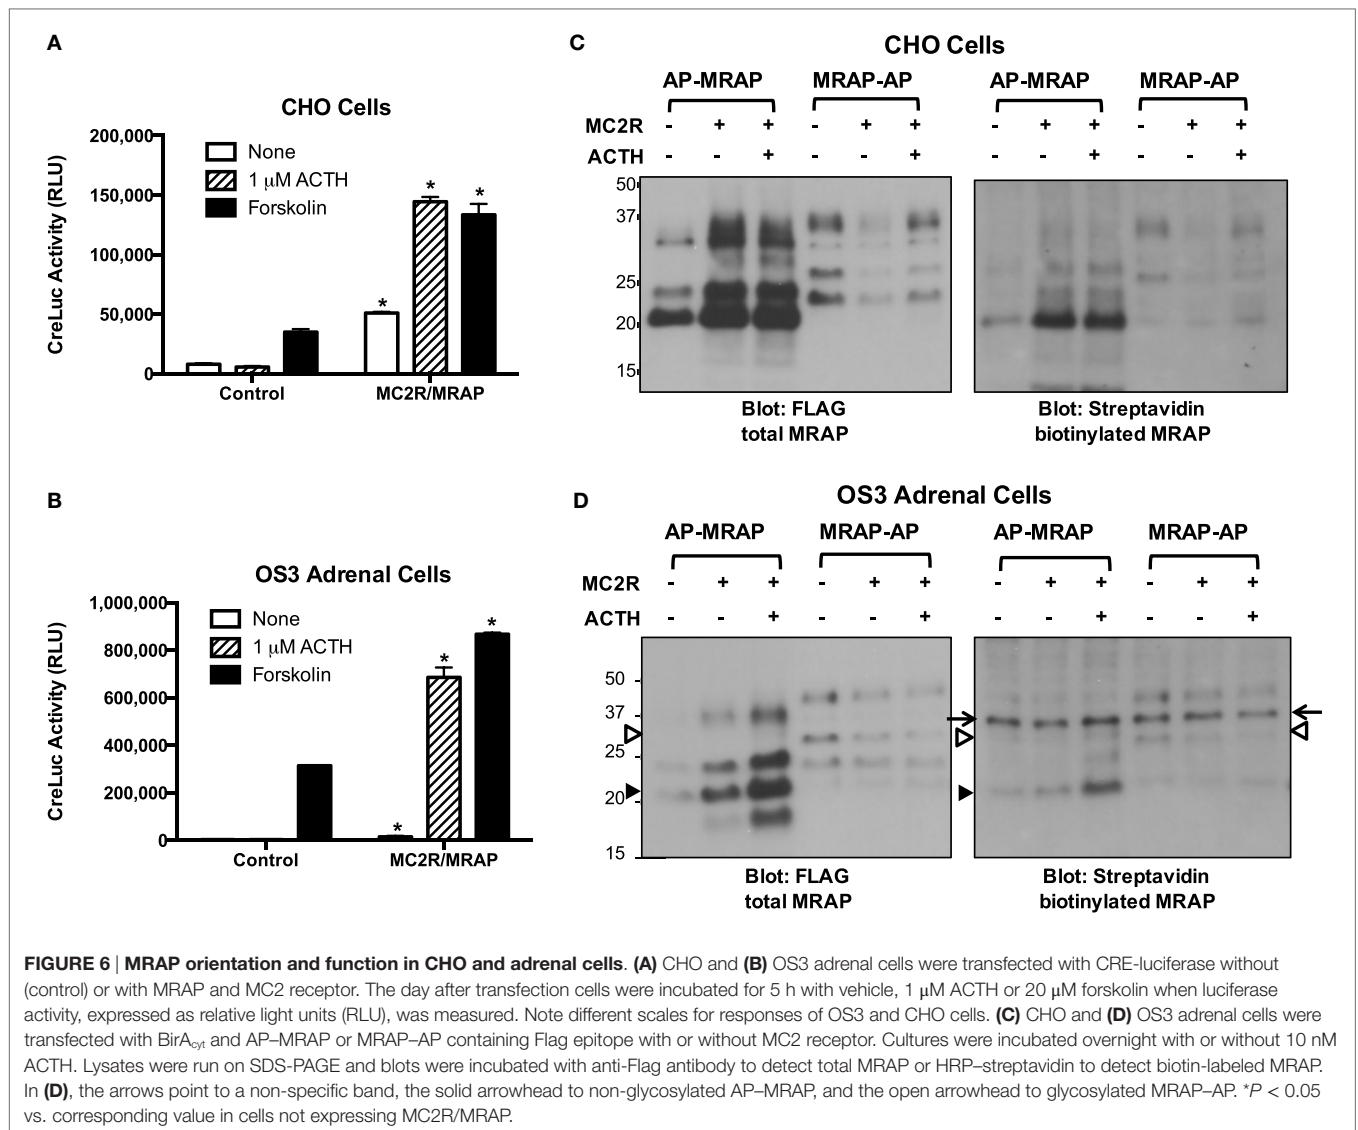 A
CHO Cells
CreLuc Activity (RLU)
200,000
150,000
100,000
50,000
0
None
1 μM ACTH
Forskolin
*
*
*
Control
MC2R/MRAP
B
OS3 Adrenal Cells
CreLuc Activity (RLU)
1,000,000
800,000
600,000
400,000
200,000
0
None
1 μM ACTH
Forskolin
*
*
*
Control
MC2R/MRAP
C
CHO Cells
AP-MRAP MRAP-AP AP-MRAP MRAP-AP
MC2R - + + - + + - + + - + +
ACTH - - + - - + - - + - - +
50
37
25
20
15
Blot: FLAG
total MRAP
Blot: Streptavidin
biotinylated MRAP
D
OS3 Adrenal Cells
AP-MRAP MRAP-AP AP-MRAP MRAP-AP
MC2R - + + - + + - + + - + +
ACTH - - + - - + - - + - - +
50
37
25
20
15
Blot: FLAG
total MRAP
Blot: Streptavidin
biotinylated MRAP
FIGURE 6 | MRAP orientation and function in CHO and adrenal cells. (A) CHO and (B) OS3 adrenal cells were transfected with CRE-luciferase without
(control) or with MRAP and MC2 receptor. The day after transfection cells were incubated for 5 h with vehicle, 1 μM ACTH or 20 μM forskolin when luciferase
activity, expressed as relative light units (RLU), was measured. Note different scales for responses of OS3 and CHO cells. (C) CHO and (D) OS3 adrenal cells were
transfected with BirAcyt and AP–MRAP or MRAP–AP containing Flag epitope with or without MC2 receptor. Cultures were incubated overnight with or without 10 nM
ACTH. Lysates were run on SDS-PAGE and blots were incubated with anti-Flag antibody to detect total MRAP or HRP–streptavidin to detect biotin-labeled MRAP.
In (D), the arrows point to a non-specific band, the solid arrowhead to non-glycosylated AP–MRAP, and the open arrowhead to glycosylated MRAP–AP. *P < 0.05
vs. corresponding value in cells not expressing MC2R/MRAP.